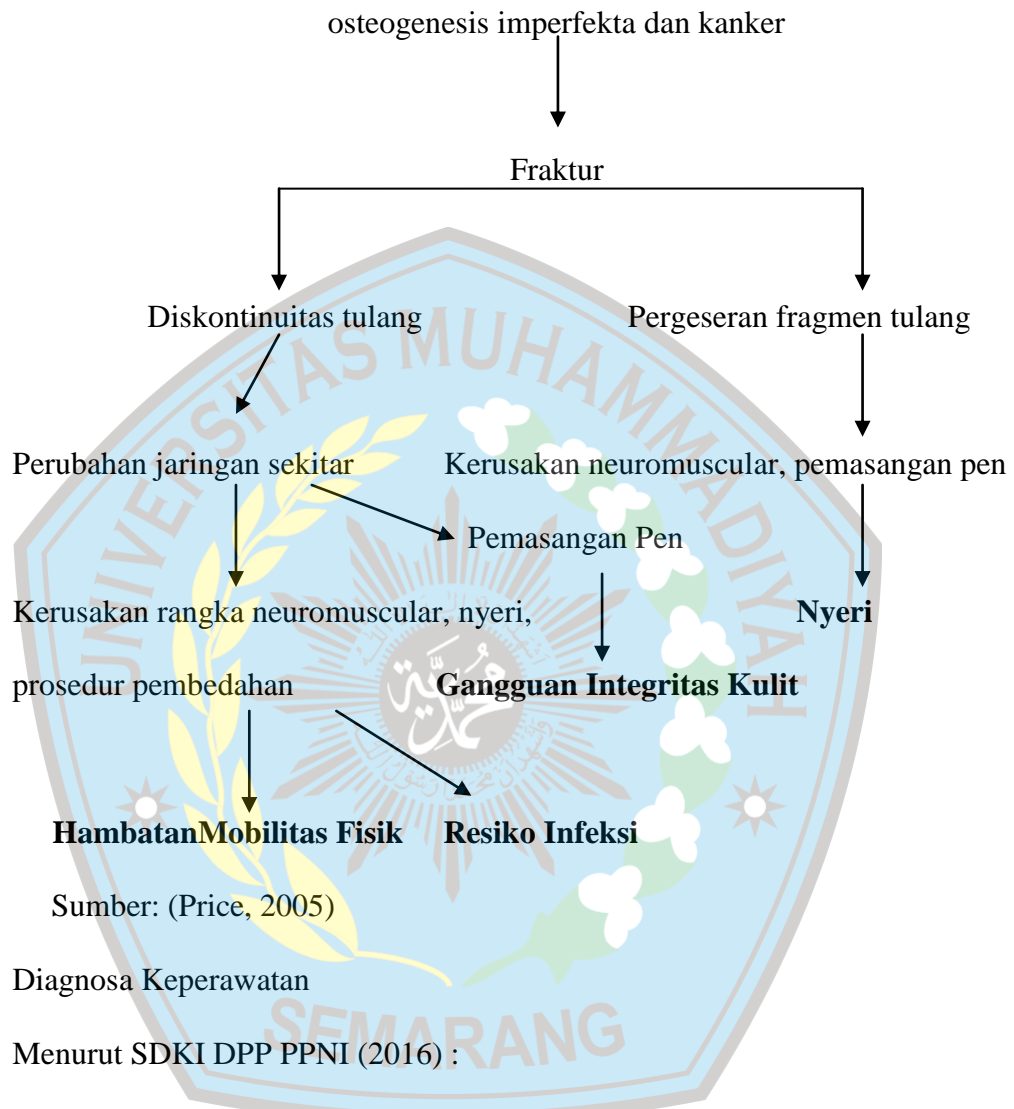 osteogenesis imperfekta dan kanker
Fraktur
Diskontinuitas tulang Pergeseran fragmen tulang
Perubahan jaringan sekitar Kerusakan neuromuscular, pemasangan pen
Pemasangan Pen
Kerusakan rangka neuromuscular, nyeri, Nyeri
prosedur pembedahan Gangguan Integritas Kulit
HambatanMobilitas Fisik Resiko Infeksi
Sumber: (Price, 2005)
Diagnosa Keperawatan
Menurut SDKI DPP PPNI (2016) :
UNIVERSITAS MUHAMMADIYAH
SEMARANG